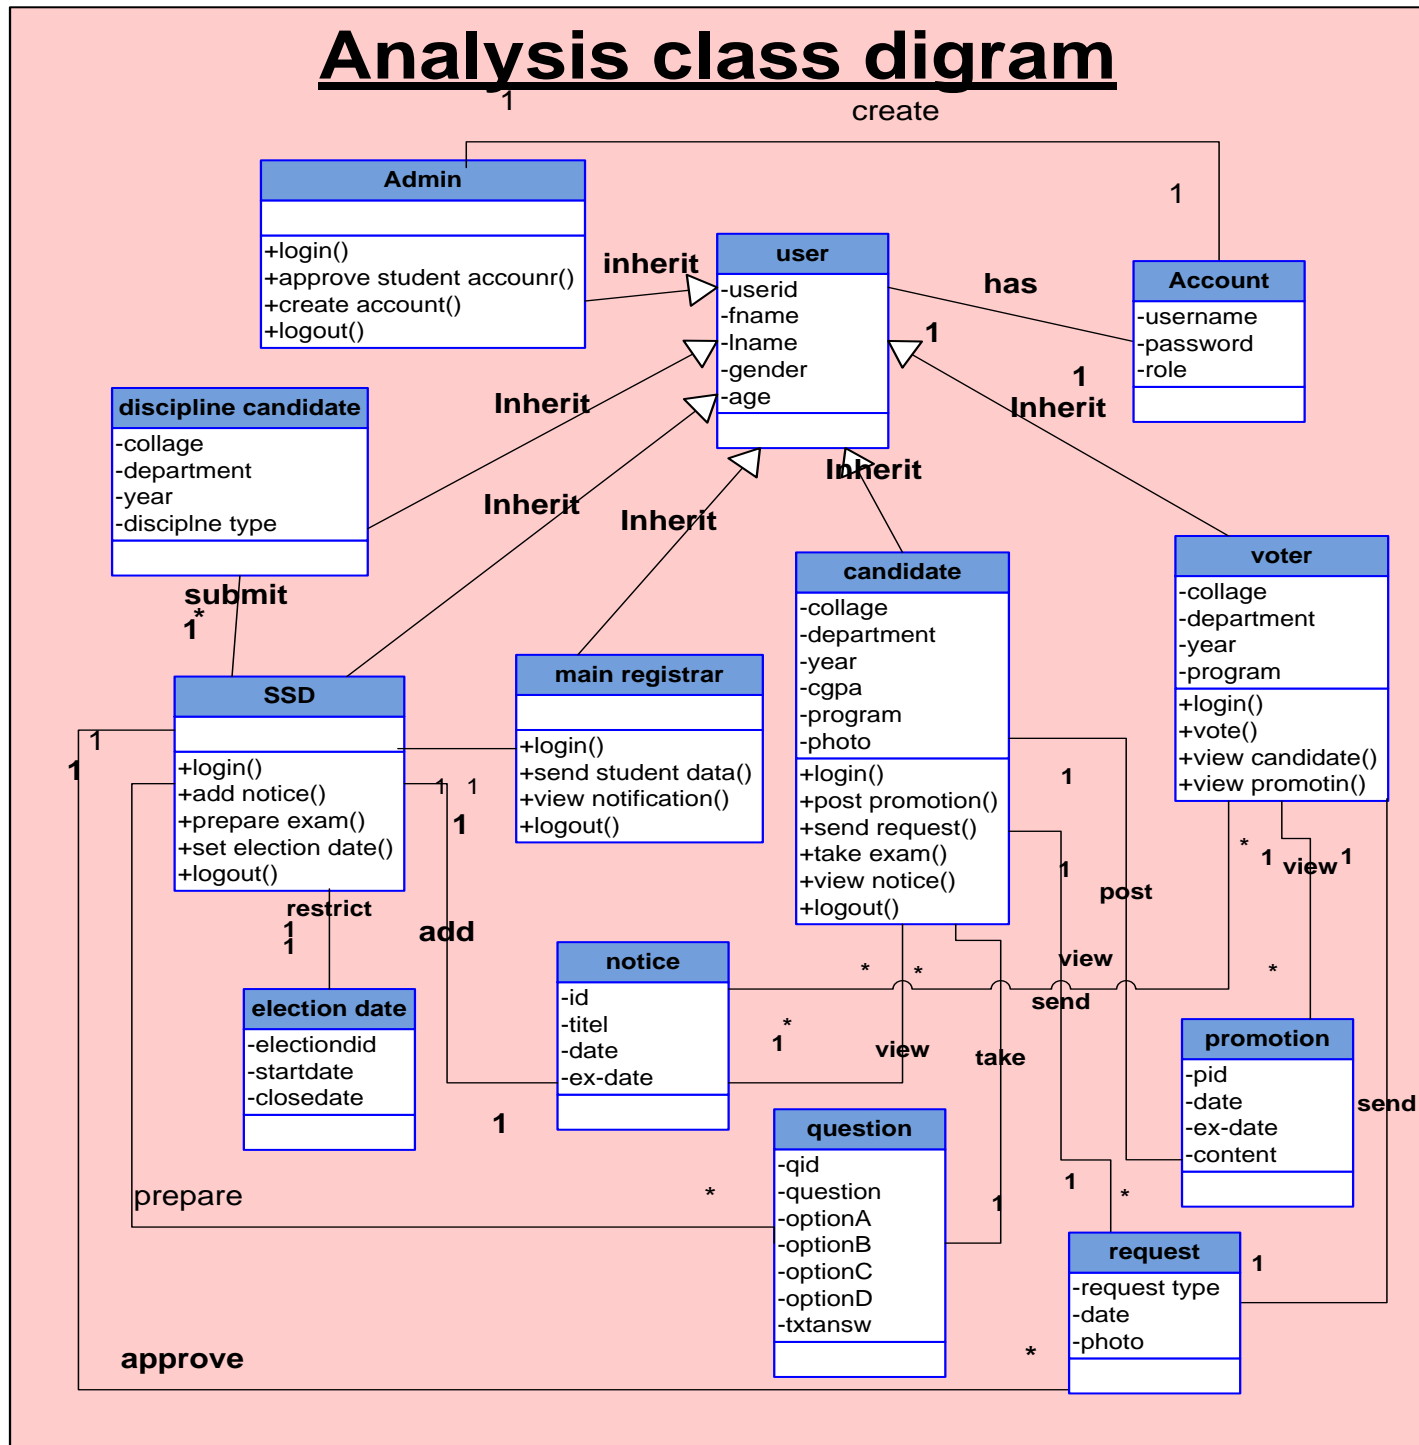 Analysis class digram
1
create
Admin
+login()
+approve student accounr()
+create account()
+logout()
inherit
user
-userid
-fname
-lname
-gender
-age
has
1
1
1
Account
-username
-password
-role
discipline candidate
-collage
-department
-year
-disciplne type
Inherit
Inherit
Inherit
Inherit
Inherit
submit
*
1
SSD
+login()
+add notice()
+prepare exam()
+set election date()
+logout()
1
1
main registrar
+login()
+send student data()
+view notification()
+logout()
1
1
1
candidate
-collage
-department
-year
-cgpa
-program
-photo
+login()
+post promotion()
+send request()
+take exam()
+view notice()
+logout()
voter
-collage
-department
-year
-program
+login()
+vote()
+view candidate()
+view promotin()
1
1
*
1
view
1
post
restrict
1
1
add
election date
-electiondid
-startdate
-closedate
notice
-id
-titel
-date
-ex-date
*
*
view
send
*
1
*
view
take
promotion
-pid
-date
-ex-date
-content
send
1
question
-qid
-question
-optionA
-optionB
-optionC
-optionD
-txtansw
prepare
*
1
1
*
request
-request type
-date
-photo
1
approve
*